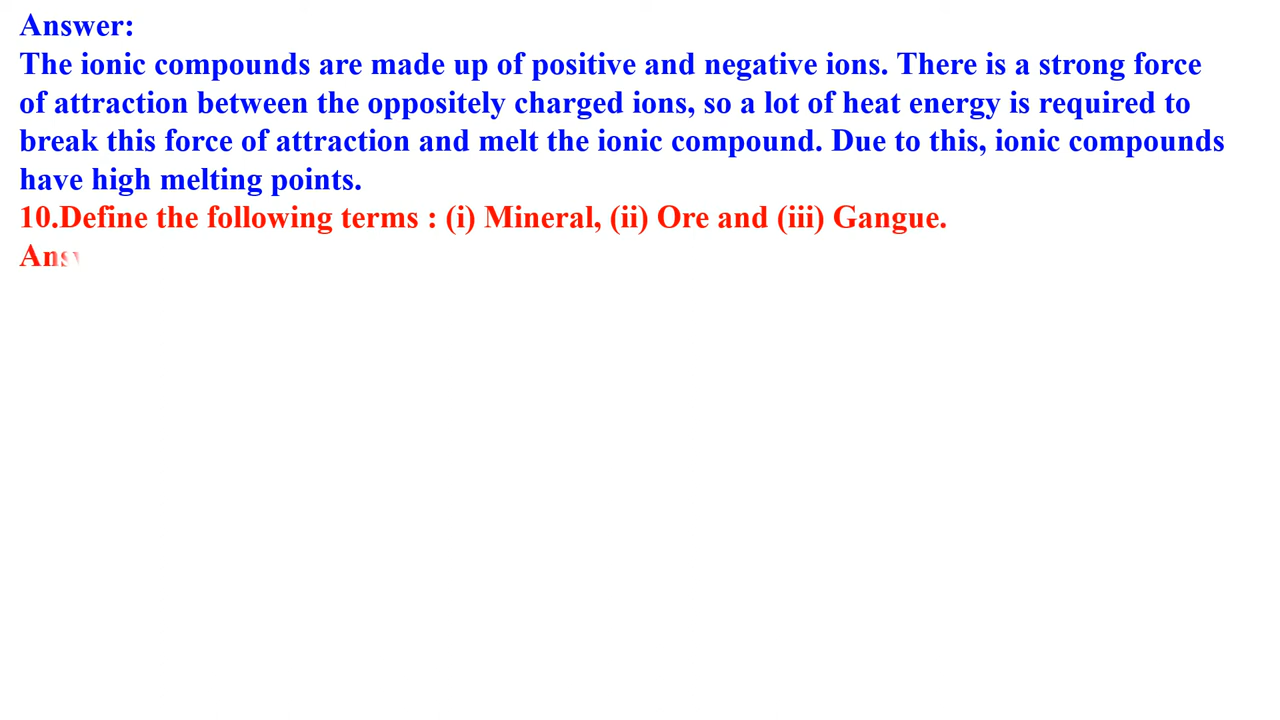 Answer:
The ionic compounds are made up of positive and negative ions. There is a strong force
of attraction between the oppositely charged ions, so a lot of heat energy is required to
break this force of attraction and melt the ionic compound. Due to this, ionic compounds
have high melting points.
10.Define the following terms : (i) Mineral, (ii) Ore and (iii) Gangue.